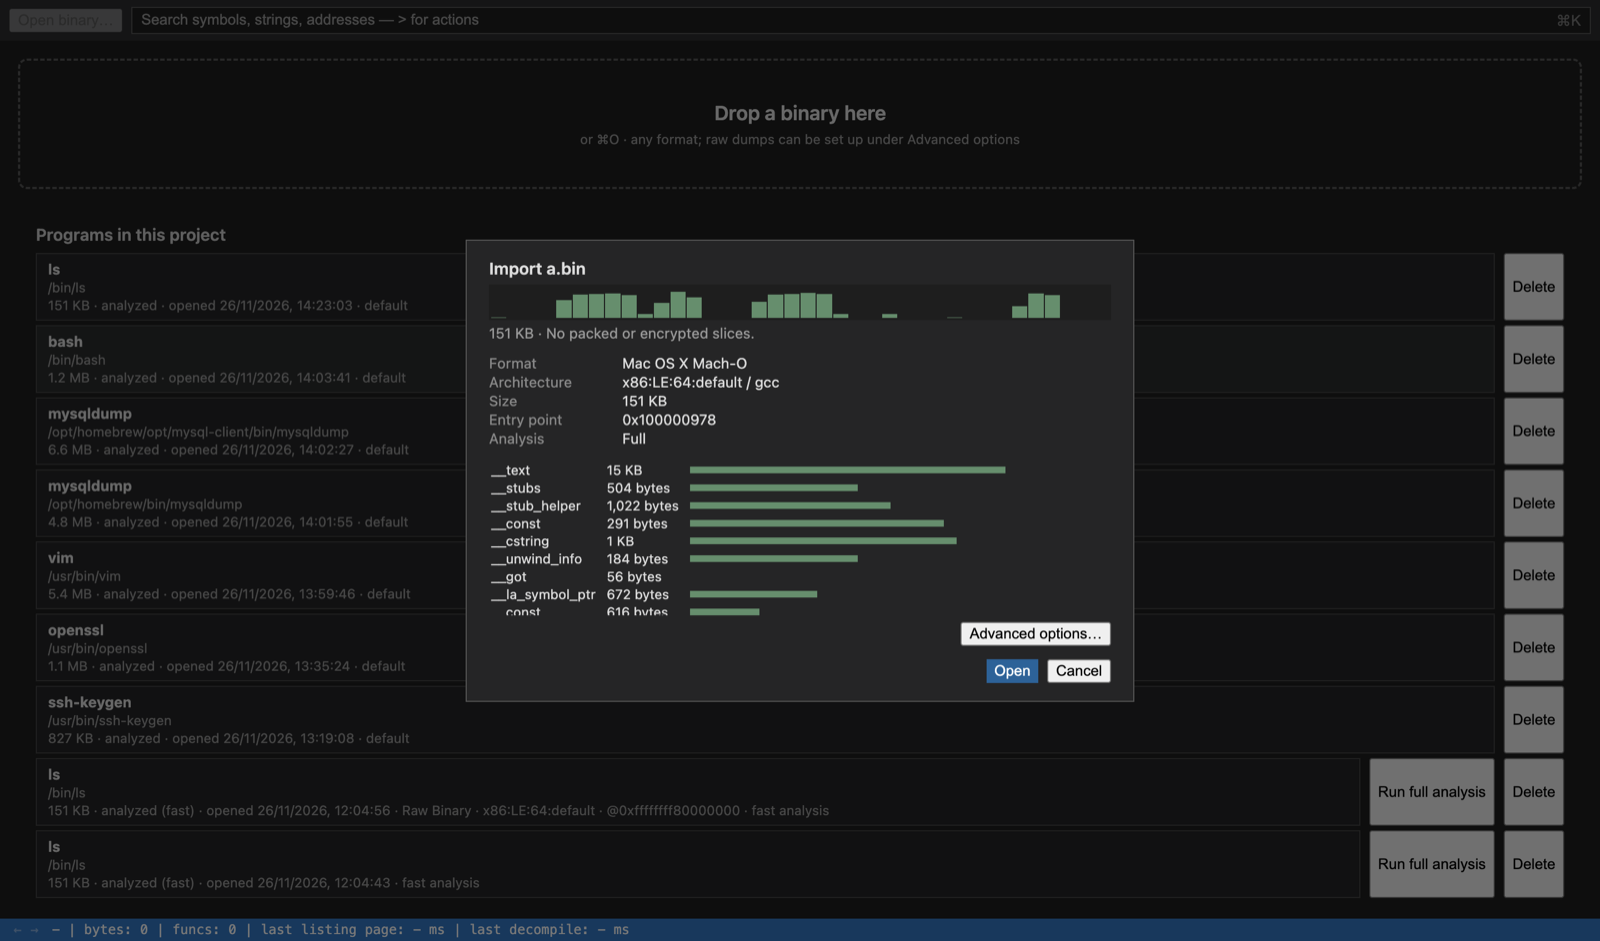 Open binary…
Search symbols, strings, addresses — > for actions
⌘K
Drop a binary here
or ⌘O · any format; raw dumps can be set up under Advanced options
Programs in this project
ls
/bin/ls
151 KB · analyzed · opened 26/11/2026, 14:23:03 · default
Delete
bash
/bin/bash
1.2 MB · analyzed · opened 26/11/2026, 14:03:41 · default
Delete
mysqldump
/opt/homebrew/opt/mysql-client/bin/mysqldump
6.6 MB · analyzed · opened 26/11/2026, 14:02:27 · default
Delete
mysqldump
/opt/homebrew/bin/mysqldump
4.8 MB · analyzed · opened 26/11/2026, 14:01:55 · default
Delete
vim
/usr/bin/vim
5.4 MB · analyzed · opened 26/11/2026, 13:59:46 · default
Delete
openssl
/usr/bin/openssl
1.1 MB · analyzed · opened 26/11/2026, 13:35:24 · default
Delete
ssh-keygen
/usr/bin/ssh-keygen
827 KB · analyzed · opened 26/11/2026, 13:19:08 · default
Delete
ls
/bin/ls
151 KB · analyzed (fast) · opened 26/11/2026, 12:04:56 · Raw Binary · x86:LE:64:default · @0xffffffff80000000 · fast analysis
Run full analysis
Delete
ls
/bin/ls
151 KB · analyzed (fast) · opened 26/11/2026, 12:04:43 · fast analysis
Run full analysis
Delete
Import a.bin
151 KB · No packed or encrypted slices.
Format Mac OS X Mach-O
Architecture x86:LE:64:default / gcc
Size 151 KB
Entry point 0x100000978
Analysis Full
__text 15 KB
__stubs 504 bytes
__stub_helper 1,022 bytes
__const 291 bytes
__cstring 1 KB
__unwind_info 184 bytes
__got 56 bytes
__la_symbol_ptr 672 bytes
__const 616 bytes
Advanced options…
Open
Cancel
← → – | bytes: 0 | funcs: 0 | last listing page: – ms | last decompile: – ms